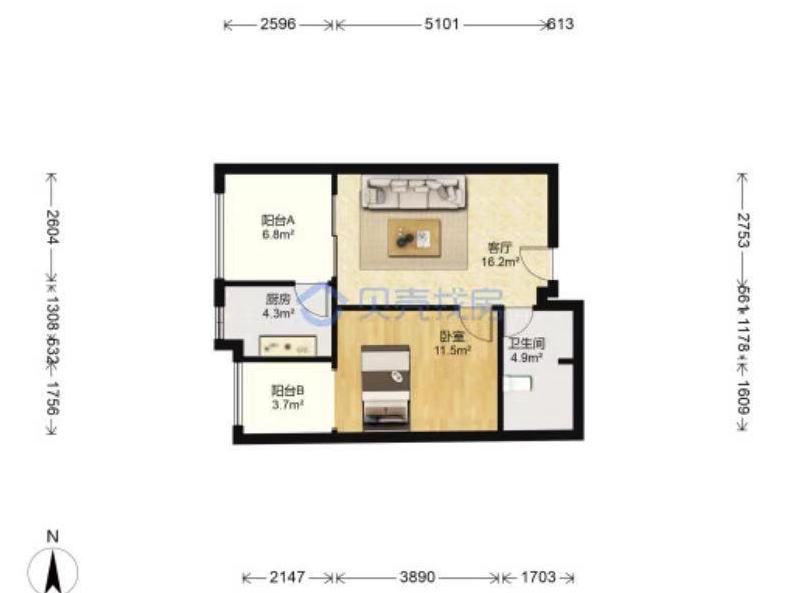 2596
5101
613
阳台A
6.8m²
客厅
16.2m²
厨房
4.3m²
贝壳找房
卧室
11.5m²
卫生间
4.9m²
阳台B
3.7m²
2604
1308
632
1756
2753
561
1178
1609
N
2147
3890
1703